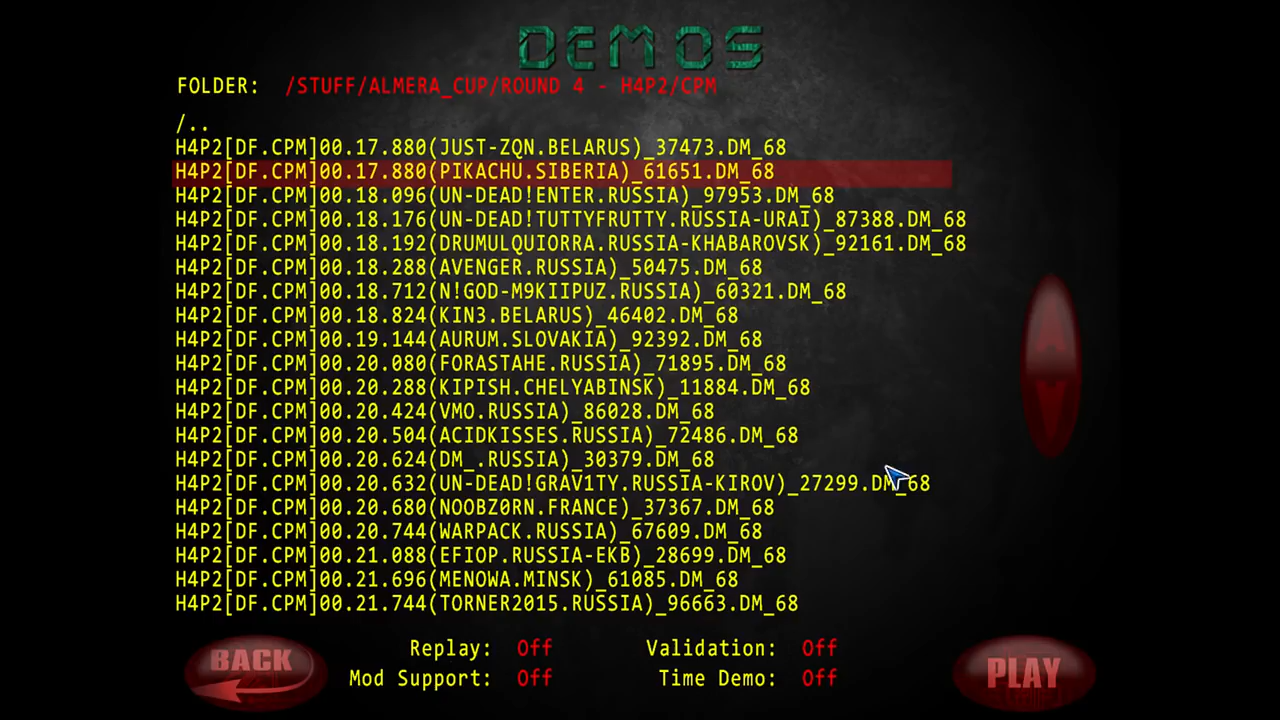 DEMOS
FOLDER: /STUFF/ALMERA_CUP/ROUND 4 - H4P2/CPM
/..
H4P2[DF.CPM]00.17.880(JUST-ZQN.BELARUS)_37473.DM_68
H4P2[DF.CPM]00.17.880(PIKACHU.SIBERIA)_61651.DM_68
H4P2[DF.CPM]00.18.096(UN-DEAD!ENTER.RUSSIA)_97953.DM_68
H4P2[DF.CPM]00.18.176(UN-DEAD!TUTTYFRUTTY.RUSSIA-URAI)_87388.DM_68
H4P2[DF.CPM]00.18.192(DRUMULQUIORRA.RUSSIA-KHABAROVSK)_92161.DM_68
H4P2[DF.CPM]00.18.288(AVENGER.RUSSIA)_50475.DM_68
H4P2[DF.CPM]00.18.712(N!GOD-M9KIIPUZ.RUSSIA)_60321.DM_68
H4P2[DF.CPM]00.18.824(KIN3.BELARUS)_46402.DM_68
H4P2[DF.CPM]00.19.144(AURUM.SLOVAKIA)_92392.DM_68
H4P2[DF.CPM]00.20.080(FORASTAHE.RUSSIA)_71895.DM_68
H4P2[DF.CPM]00.20.288(KIPISH.CHELYABINSK)_11884.DM_68
H4P2[DF.CPM]00.20.424(VMO.RUSSIA)_86028.DM_68
H4P2[DF.CPM]00.20.504(ACIDKISSES.RUSSIA)_72486.DM_68
H4P2[DF.CPM]00.20.624(DM_.RUSSIA)_30379.DM_68
H4P2[DF.CPM]00.20.632(UN-DEAD!GRAV1TY.RUSSIA-KIROV)_27299.DM_68
H4P2[DF.CPM]00.20.680(NOOBZ0RN.FRANCE)_37367.DM_68
H4P2[DF.CPM]00.20.744(WARPACK.RUSSIA)_67609.DM_68
H4P2[DF.CPM]00.21.088(EFIOP.RUSSIA-EKB)_28699.DM_68
H4P2[DF.CPM]00.21.696(MENOWA.MINSK)_61085.DM_68
H4P2[DF.CPM]00.21.744(TORNER2015.RUSSIA)_96663.DM_68
Replay: Off Validation: Off
Mod Support: Off Time Demo: Off
BACK
PLAY